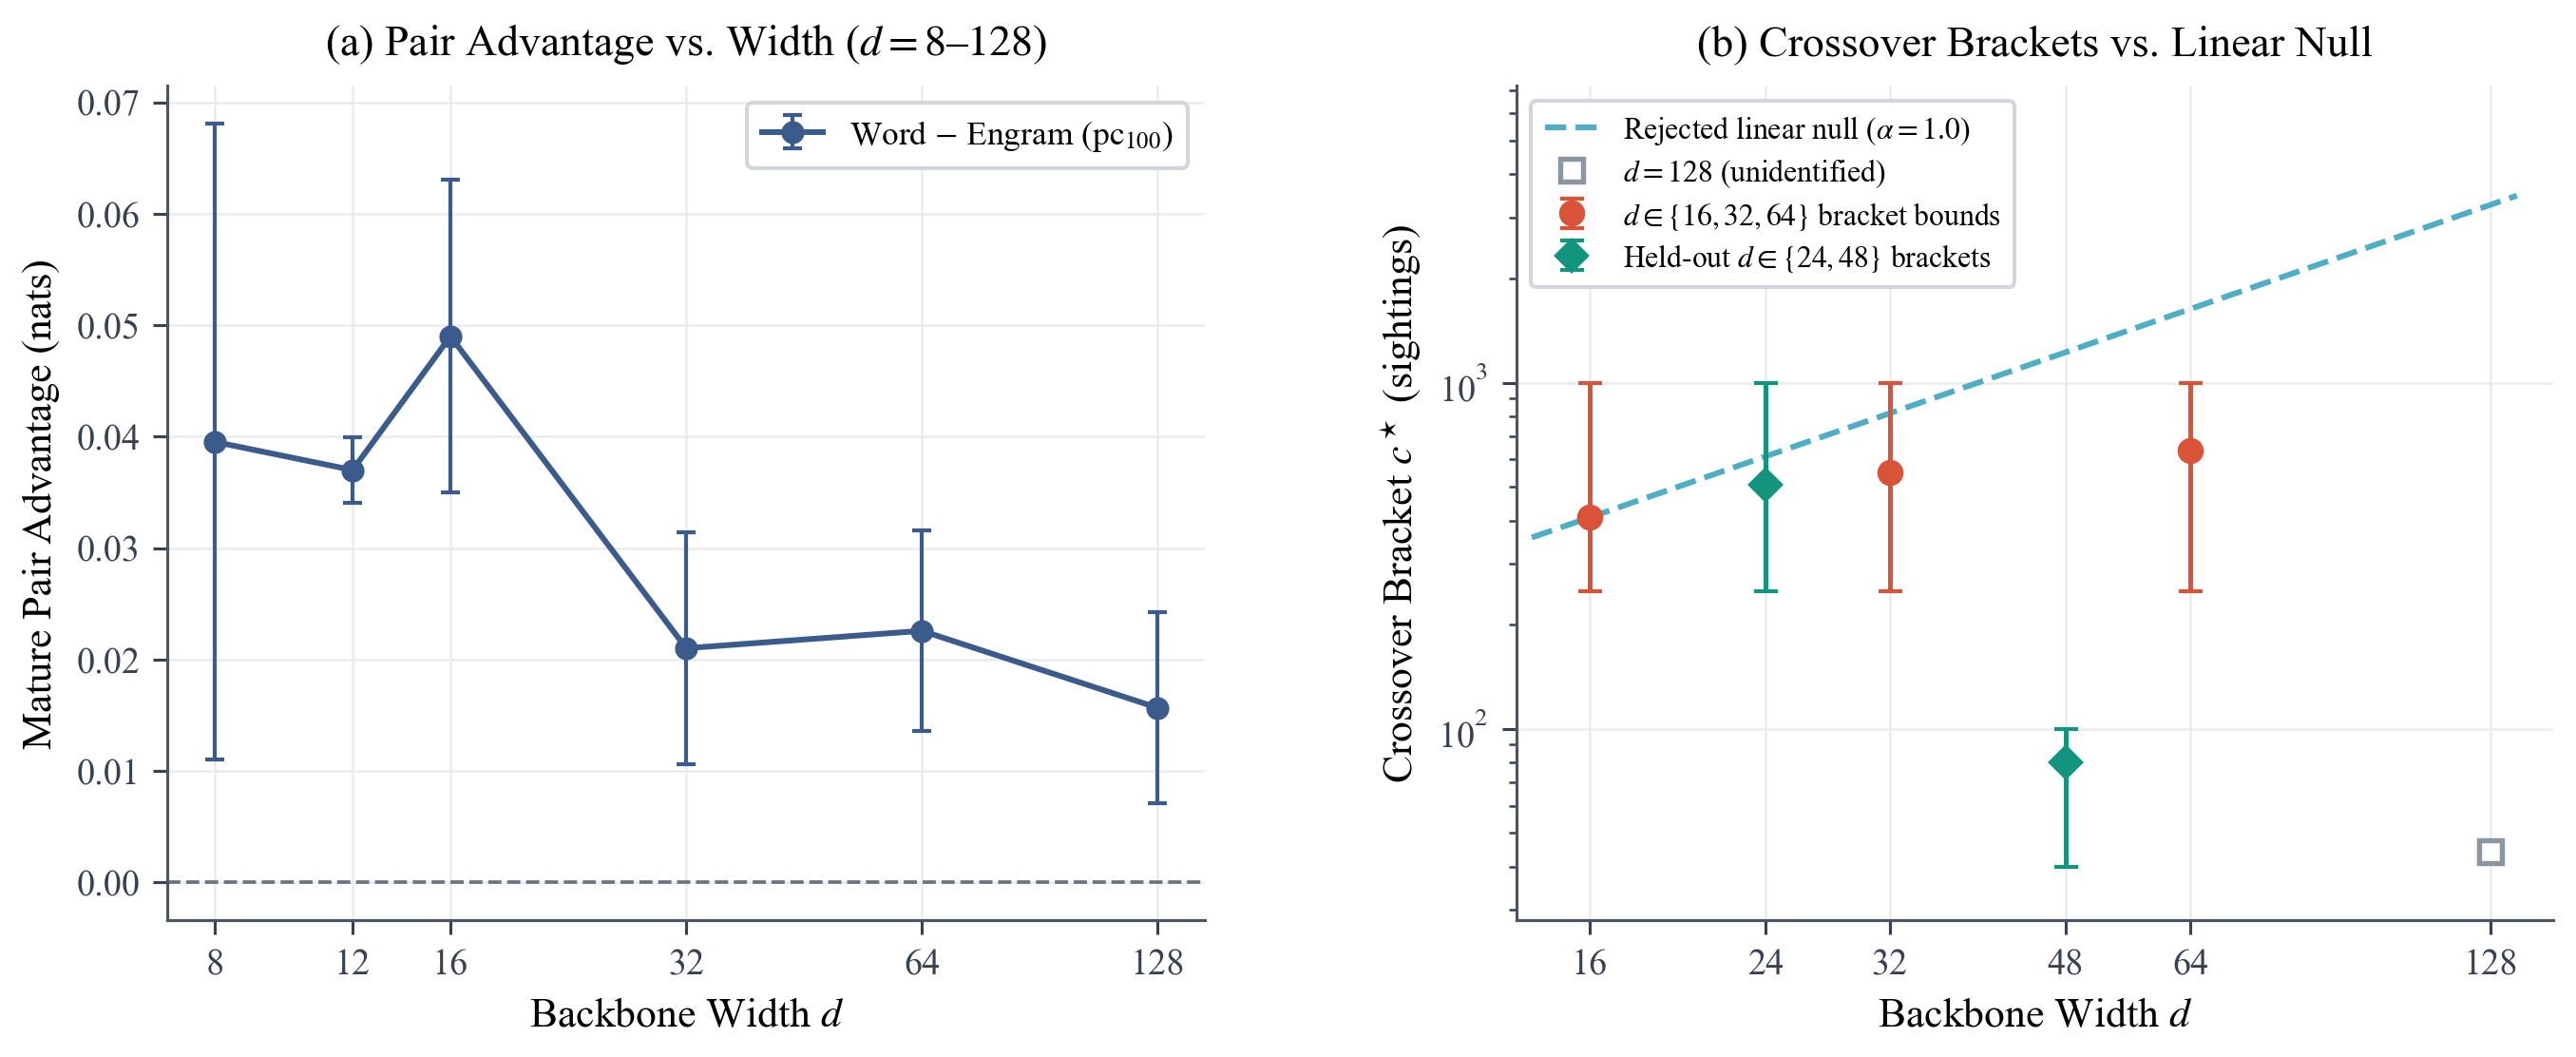 (a) Pair Advantage vs. Width (d = 8–128)
Mature Pair Advantage (nats)
0.07
0.06
0.05
0.04
0.03
0.02
0.01
0.00
Word − Engram (pc₁₀₀)
8 12 16 32 64 128
Backbone Width d
(b) Crossover Brackets vs. Linear Null
Crossover Bracket c⋆ (sightings)
10³
10²
Rejected linear null (α = 1.0)
d = 128 (unidentified)
d ∈ {16, 32, 64} bracket bounds
Held-out d ∈ {24, 48} brackets
16 24 32 48 64 128
Backbone Width d